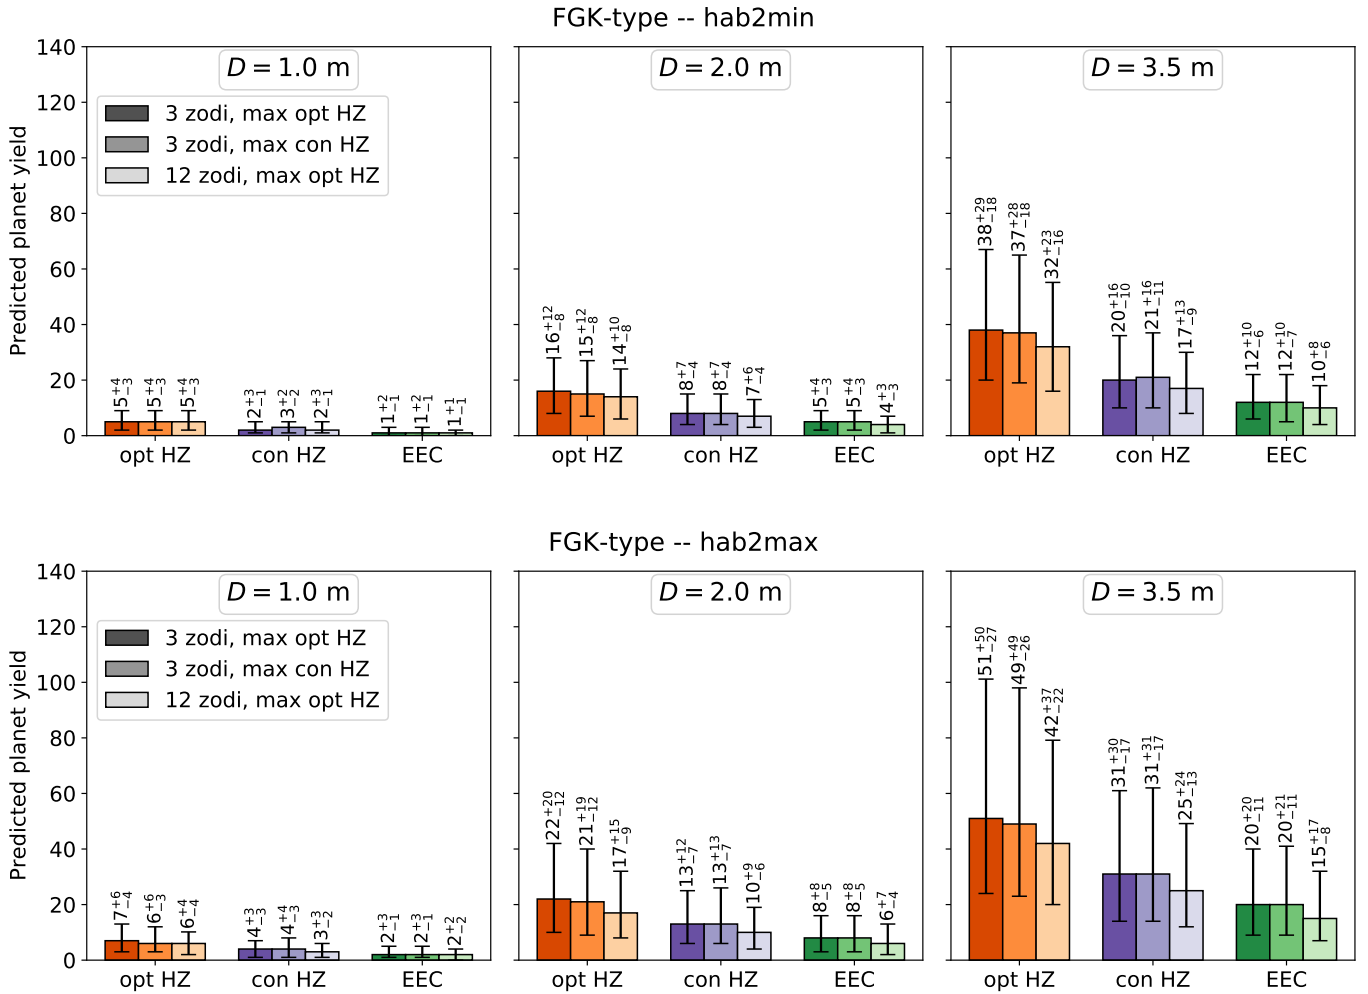 FGK-type -- hab2min
D = 1.0 m
D = 2.0 m
D = 3.5 m
3 zodi, max opt HZ
3 zodi, max con HZ
12 zodi, max opt HZ
Predicted planet yield
140
120
100
80
60
40
20
0
5+4−3 5+4−3 5+4−3 2+3−1 3+2−2 2+3−1 1+2−1 1+2−1 1+1−1
16+12−8 15+12−8 14+10−8 8+7−4 8+7−4 7+6−4 5+4−3 5+4−3 4+3−3
38+29−18 37+28−18 32+23−16 20+16−10 21+16−11 17+13−9 12+10−6 12+10−7 10+8−6
opt HZ con HZ EEC
opt HZ con HZ EEC
opt HZ con HZ EEC
FGK-type -- hab2max
D = 1.0 m
D = 2.0 m
D = 3.5 m
3 zodi, max opt HZ
3 zodi, max con HZ
12 zodi, max opt HZ
Predicted planet yield
140
120
100
80
60
40
20
0
7+6−4 6+6−3 6+4−4 4+3−3 4+4−3 3+3−2 2+3−1 2+3−1 2+2−2
22+20−12 21+19−12 17+15−9 13+12−7 13+13−7 10+9−6 8+8−5 8+8−5 6+7−4
51+50−27 49+49−26 42+37−22 31+30−17 31+31−17 25+24−13 20+20−11 20+21−11 15+17−8
opt HZ con HZ EEC
opt HZ con HZ EEC
opt HZ con HZ EEC